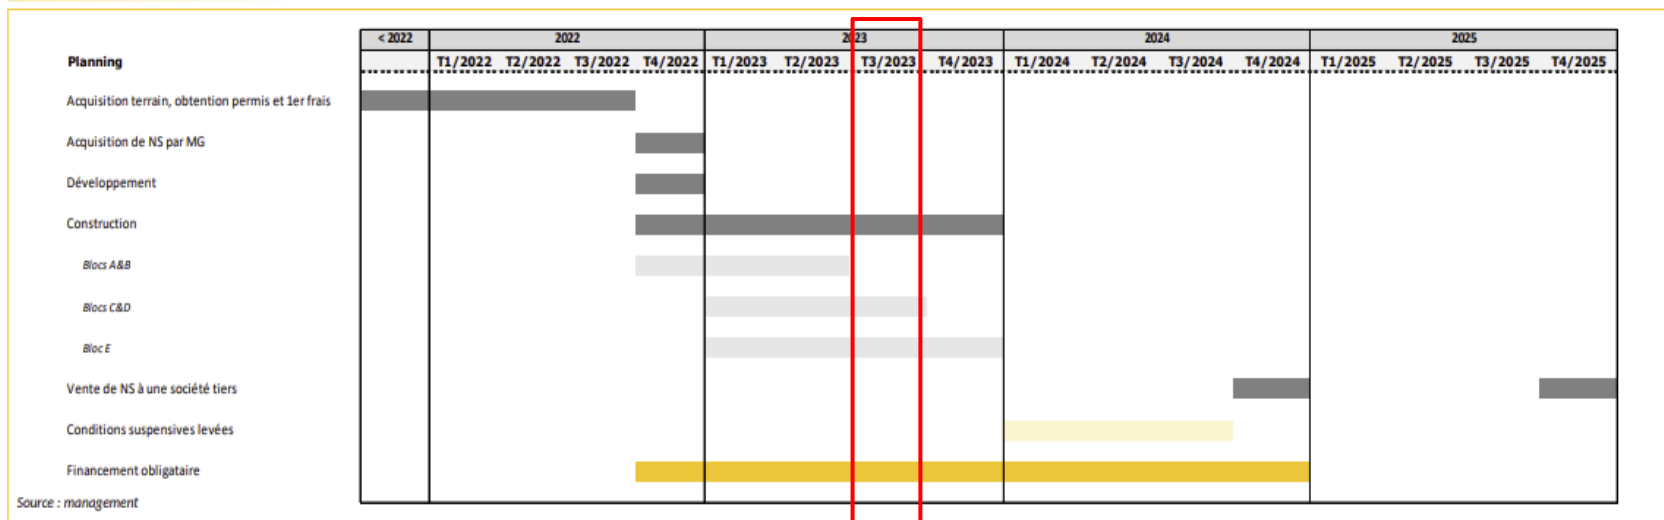 < 2022 2022 2023 2024 2025
Planning T1/2022 T2/2022 T3/2022 T4/2022 T1/2023 T2/2023 T3/2023 T4/2023 T1/2024 T2/2024 T3/2024 T4/2024 T1/2025 T2/2025 T3/2025 T4/2025
Acquisition terrain, obtention permis et 1er frais
Acquisition de NS par MG
Développement
Construction
Blocs A&B
Blocs C&D
Bloc E
Vente de NS à une société tiers
Conditions suspensives levées
Financement obligataire
Source : management